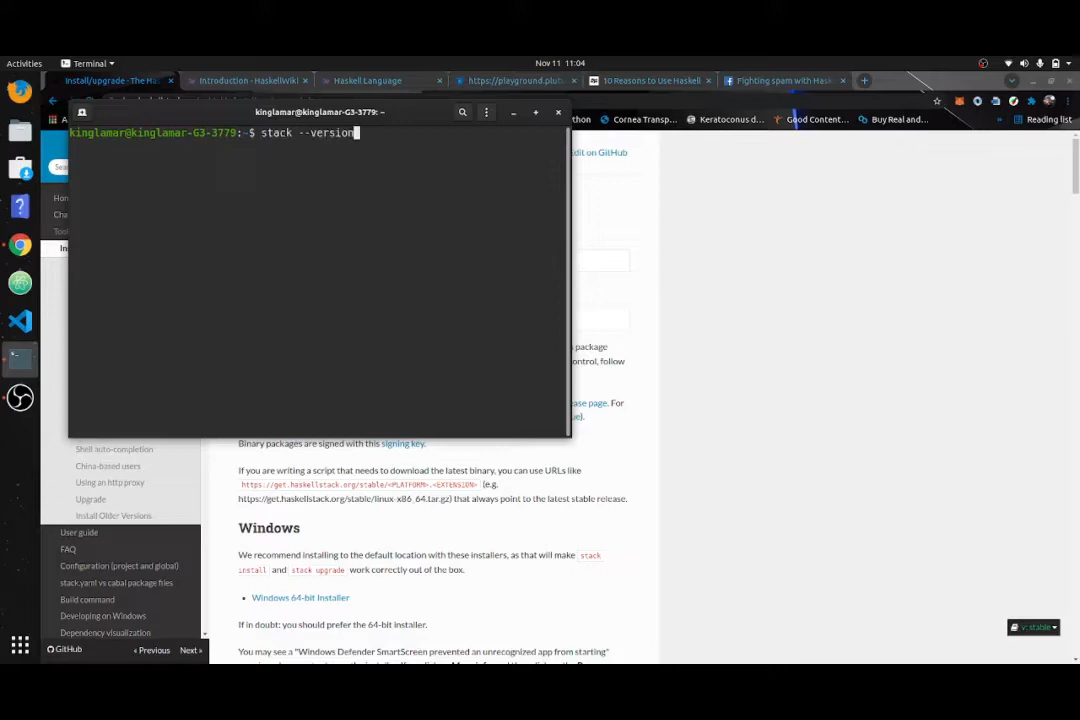 Activities
Terminal
Nov 11 11:04
Install/upgrade - The Ha
Introduction - HaskellWiki
Haskell Language
https://playground.plut
10 Reasons to Use Haskell
Fighting spam with Hask
kinglamar@kinglamar-G3-3779: ~
Cornea Transp...
Keratoconus d...
Buy Real and...
Good Content...
Reading list
kinglamar@kinglamar-G3-3779:~$ stack --version
Edit on GitHub
Sear
Hom
Cha
Tool
Ins
s package
ontrol, follow
ease page. For
ue).
Binary packages are signed with this signing key.
Shell auto-completion
China-based users
Using an http proxy
Upgrade
Install Older Versions
If you are writing a script that needs to download the latest binary, you can use URLs like
https://get.haskellstack.org/stable/<PLATFORM>.<EXTENSION> (e.g.
https://get.haskellstack.org/stable/linux-x86_64.tar.gz) that always point to the latest stable release.
Windows
User guide
FAQ
Configuration (project and global)
stack.yaml vs cabal package files
Build command
Developing on Windows
Dependency visualization
We recommend installing to the default location with these installers, as that will make stack
install and stack upgrade work correctly out of the box.
• Windows 64-bit Installer
If in doubt: you should prefer the 64-bit installer.
You may see a "Windows Defender SmartScreen prevented an unrecognized app from starting"
GitHub
« Previous
Next »
v: stable